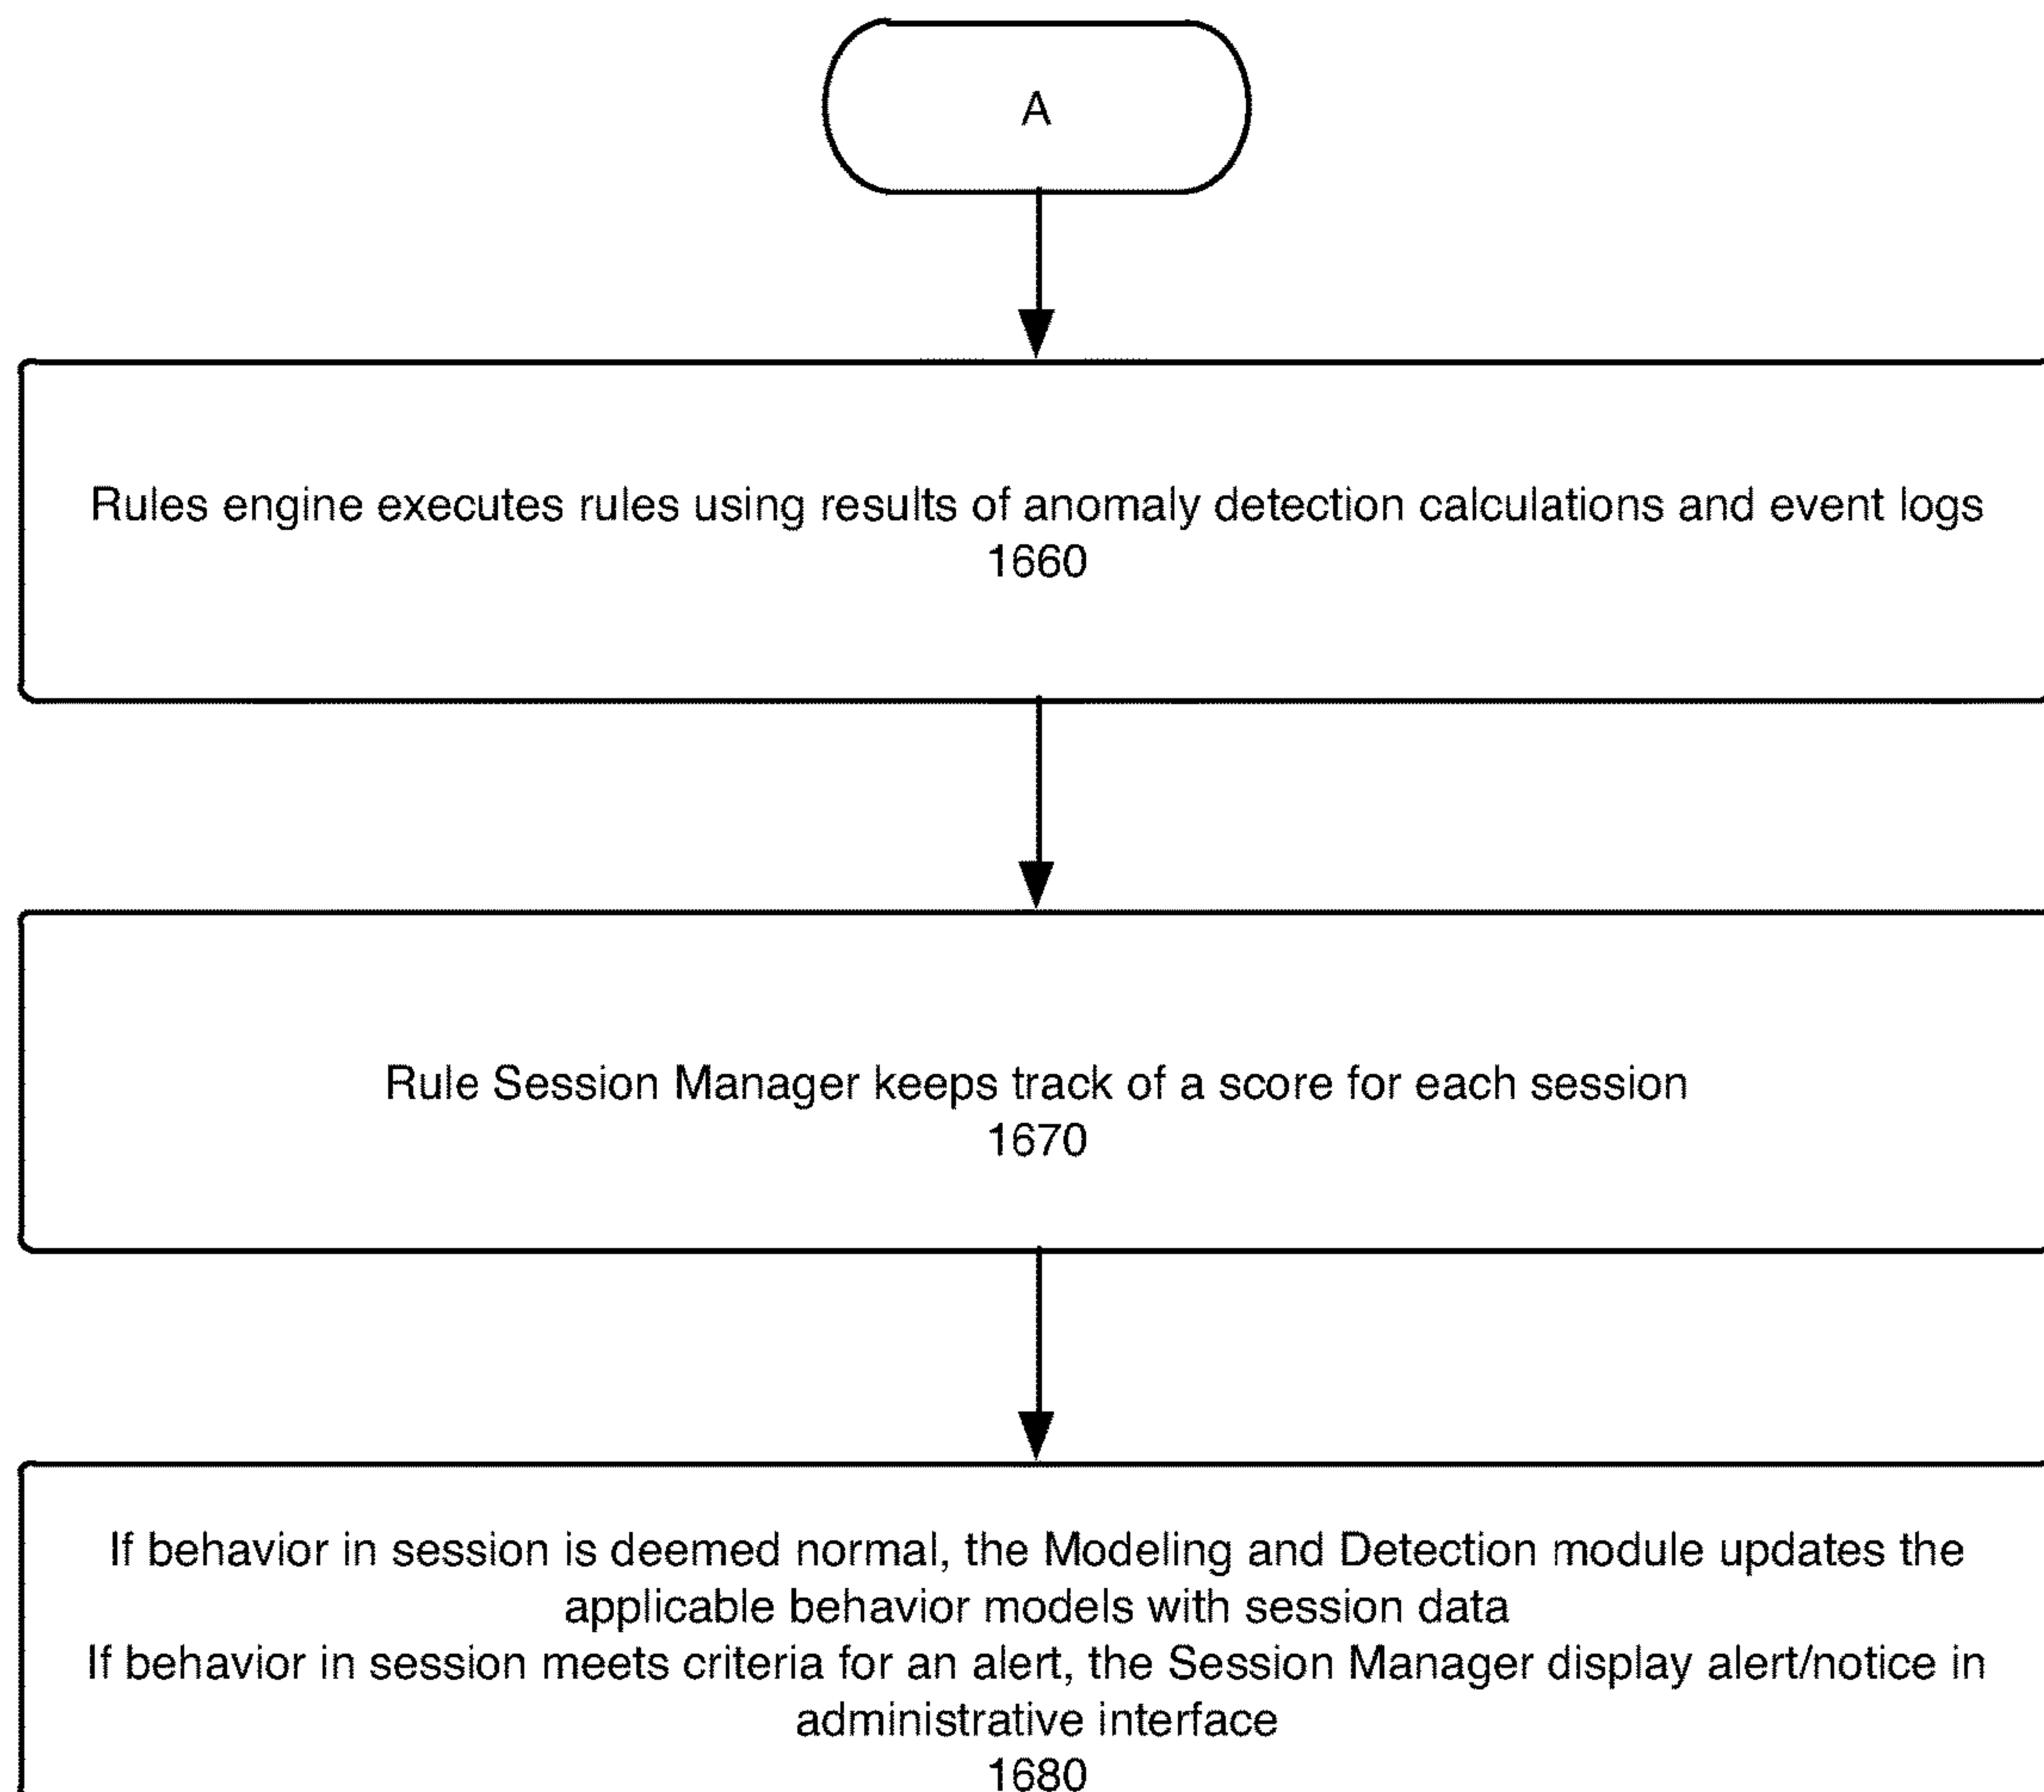 A
Rules engine executes rules using results of anomaly detection calculations and event logs
1660
Rule Session Manager keeps track of a score for each session
1670
If behavior in session is deemed normal, the Modeling and Detection module updates the
applicable behavior models with session data
If behavior in session meets criteria for an alert, the Session Manager display alert/notice in
administrative interface
1680